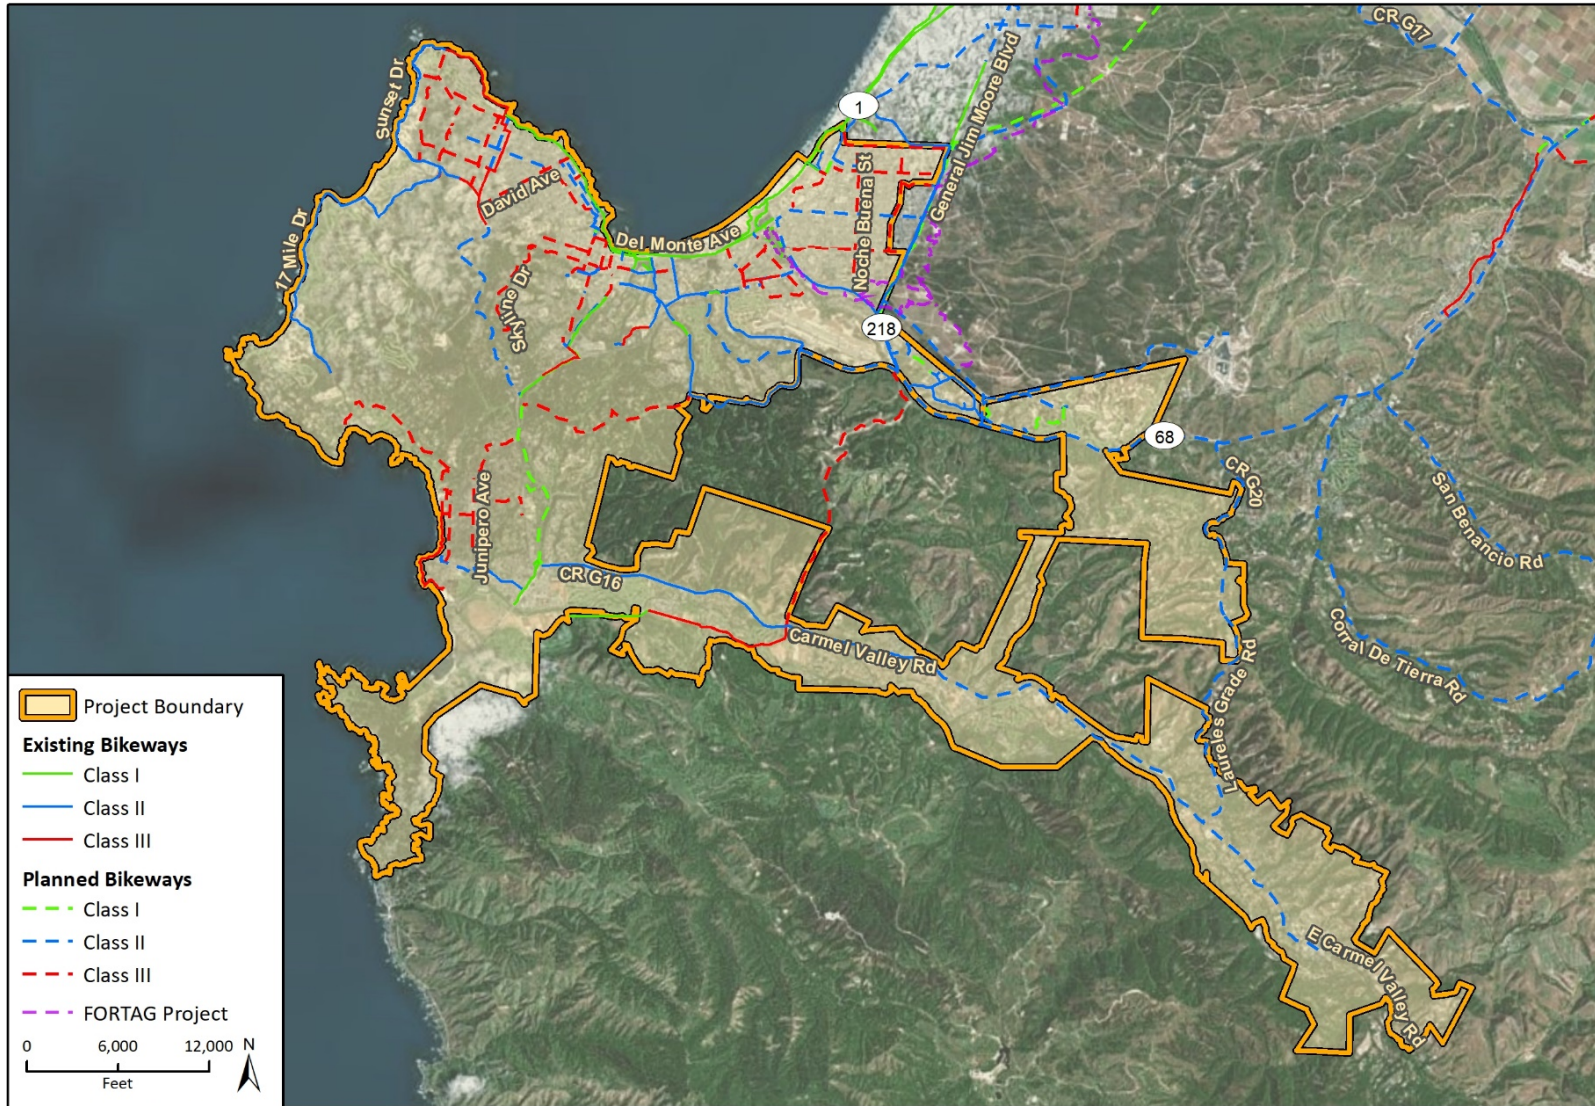 CR G17
Sunset Dr
1
General Jim Moore Blvd
David Ave
Noche Buena St
17 Mile Dr
Del Monte Ave
Skyline Dr
218
68
CR G20
San Benancio Rd
Junipero Ave
CR G16
Carmel Valley Rd
Corral De Tierra Rd
Laureles Grade Rd
E Carmel Valley Rd
Project Boundary
Existing Bikeways
Class I
Class II
Class III
Planned Bikeways
Class I
Class II
Class III
FORTAG Project
0 6,000 12,000 N
Feet